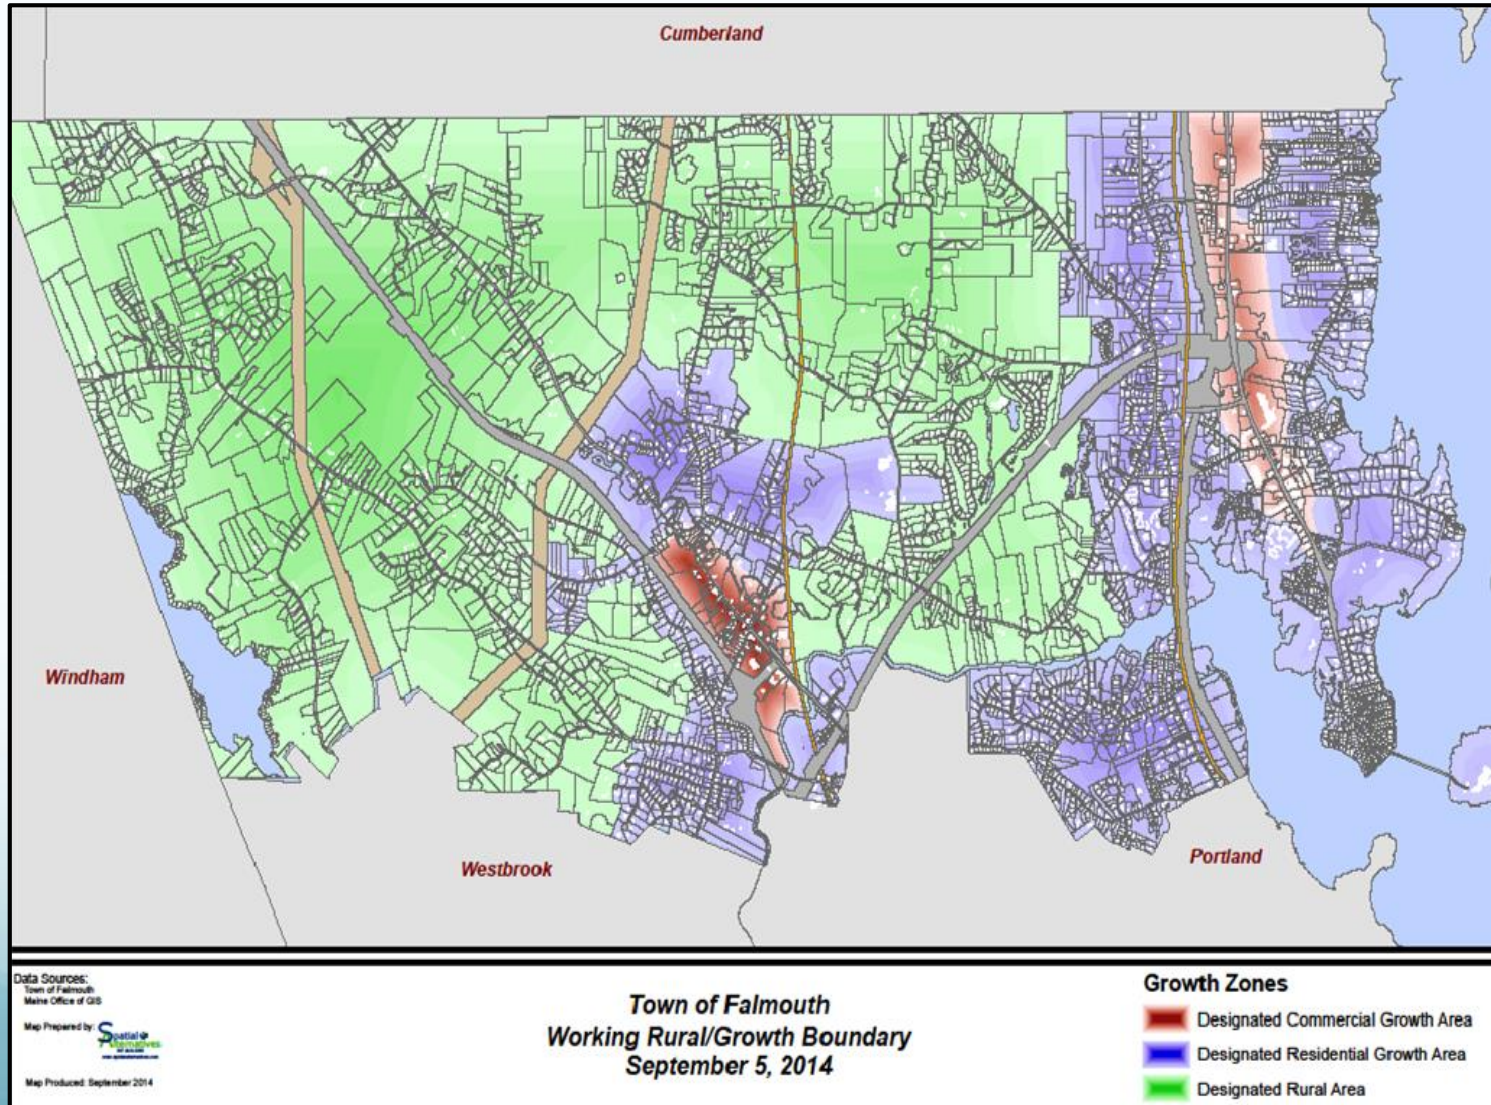 Cumberland
Windham
Westbrook
Portland
Data Sources:
Town of Falmouth
Maine Office of GIS
Map Prepared by:
Spatial
Alternatives
Map Produced: September 2014
Town of Falmouth
Working Rural/Growth Boundary
September 5, 2014
Growth Zones
Designated Commercial Growth Area
Designated Residential Growth Area
Designated Rural Area